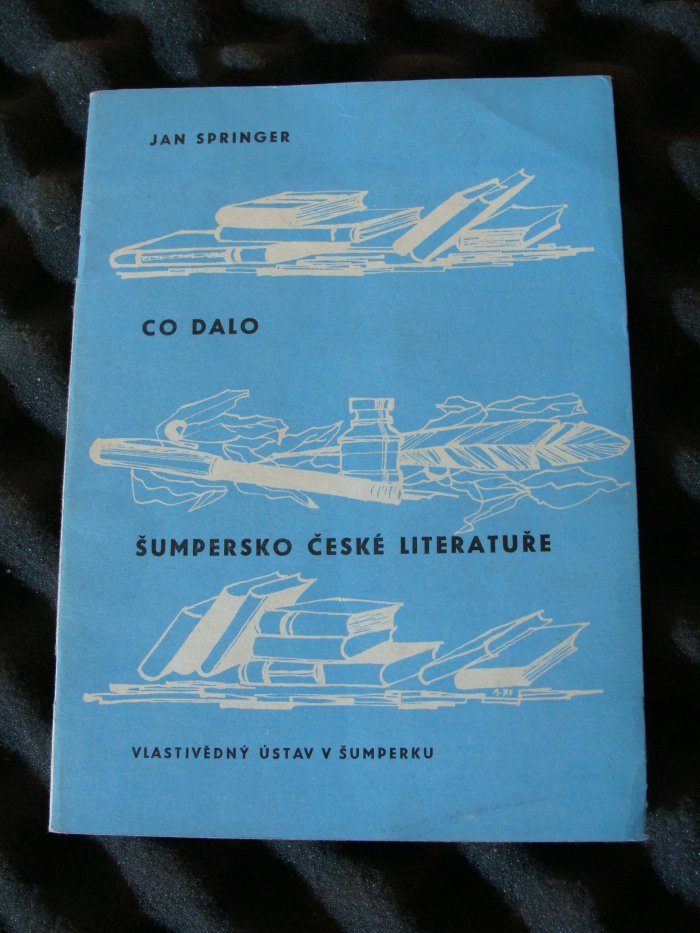 JAN SPRINGER
CO DALO
ŠUMPERSKO ČESKÉ LITERATUŘE
VLASTIVĚDNÝ ÚSTAV V ŠUMPERKU